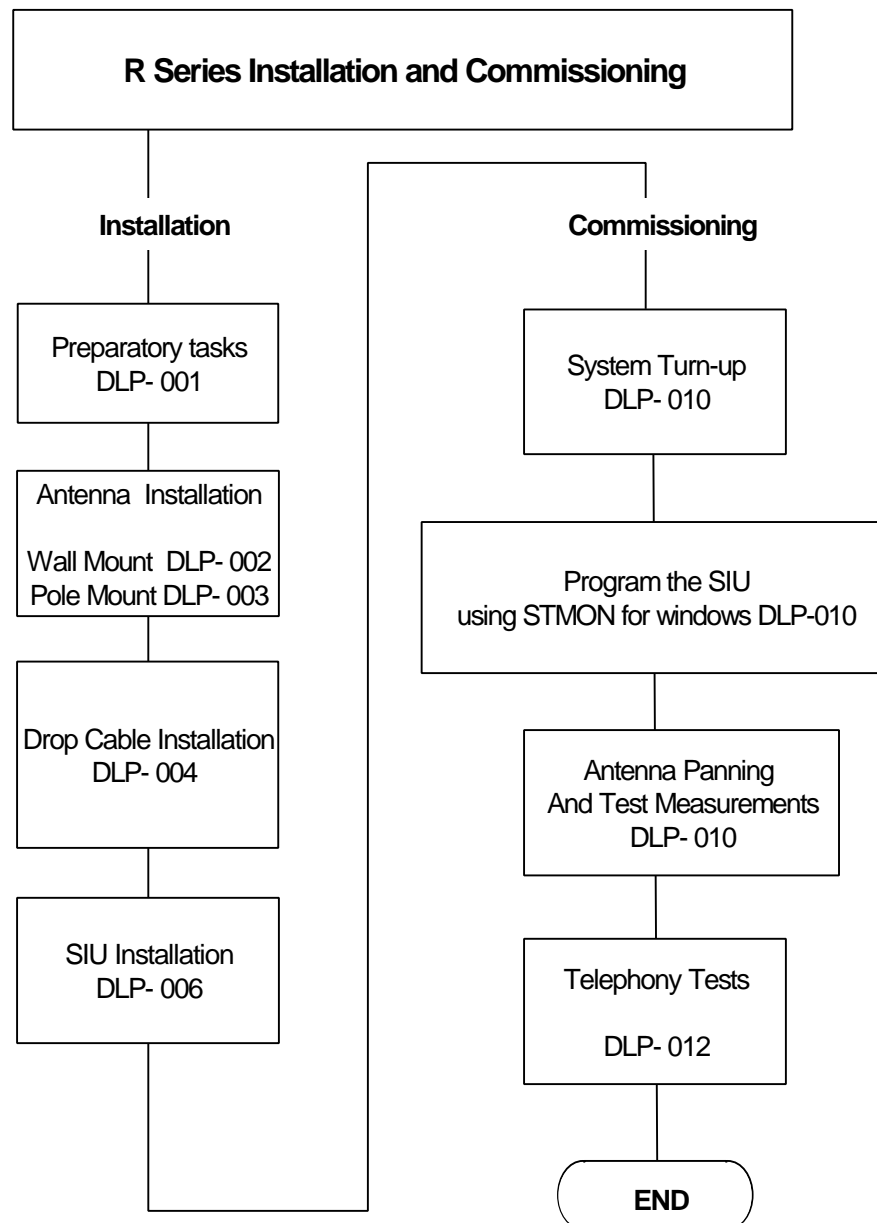 R Series Installation and Commissioning
Installation
Preparatory tasks
DLP- 001
Antenna Installation
Wall Mount DLP- 002
Pole Mount DLP- 003
Drop Cable Installation
DLP- 004
SIU Installation
DLP- 006
Commissioning
System Turn-up
DLP- 010
Program the SIU
using STMON for windows DLP-010
Antenna Panning
And Test Measurements
DLP- 010
Telephony Tests
DLP- 012
END